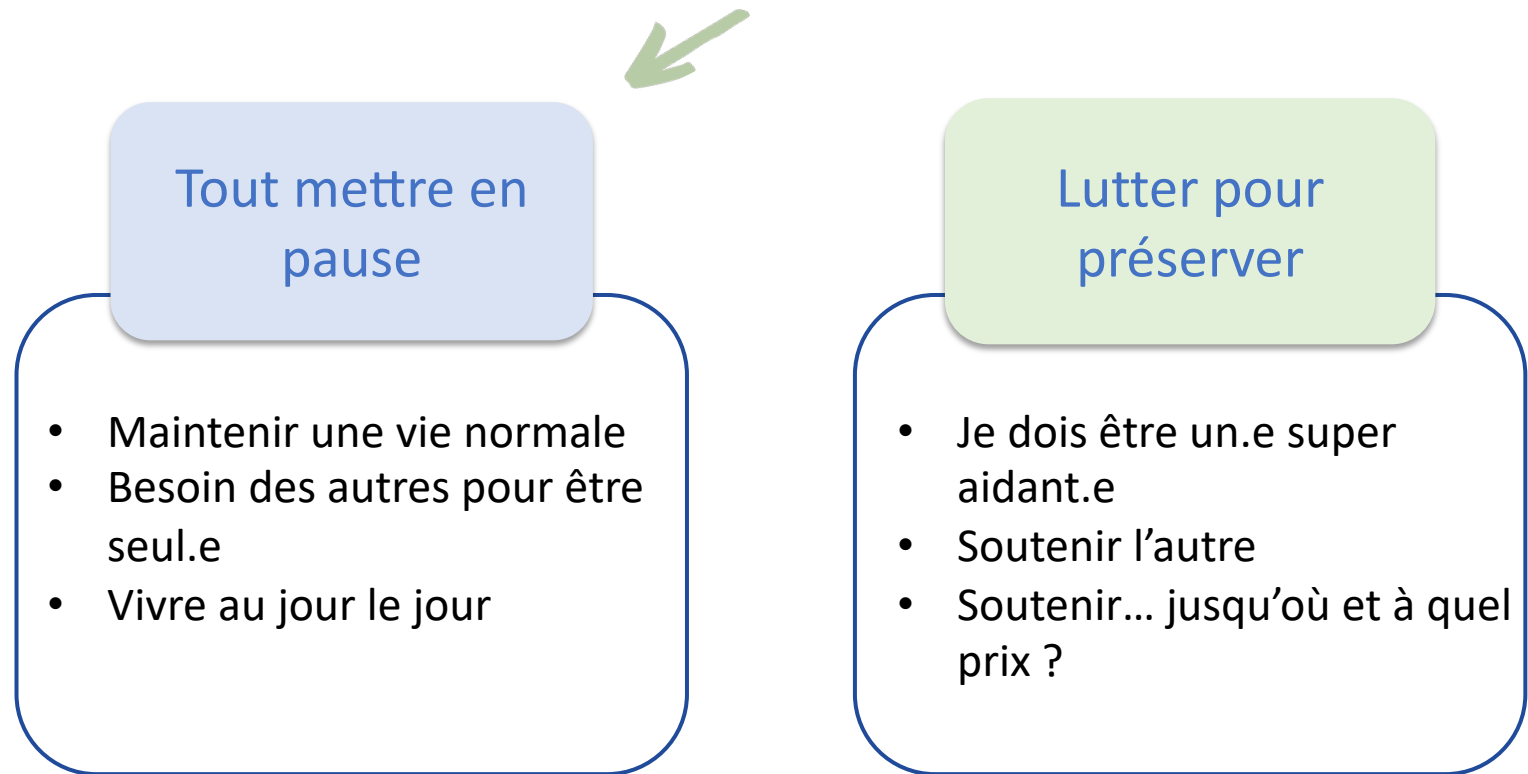 Tout mettre en
pause
• Maintenir une vie normale
• Besoin des autres pour être
seul.e
• Vivre au jour le jour
Lutter pour
préserver
• Je dois être un.e super
aidant.e
• Soutenir l’autre
• Soutenir… jusqu’où et à quel
prix ?